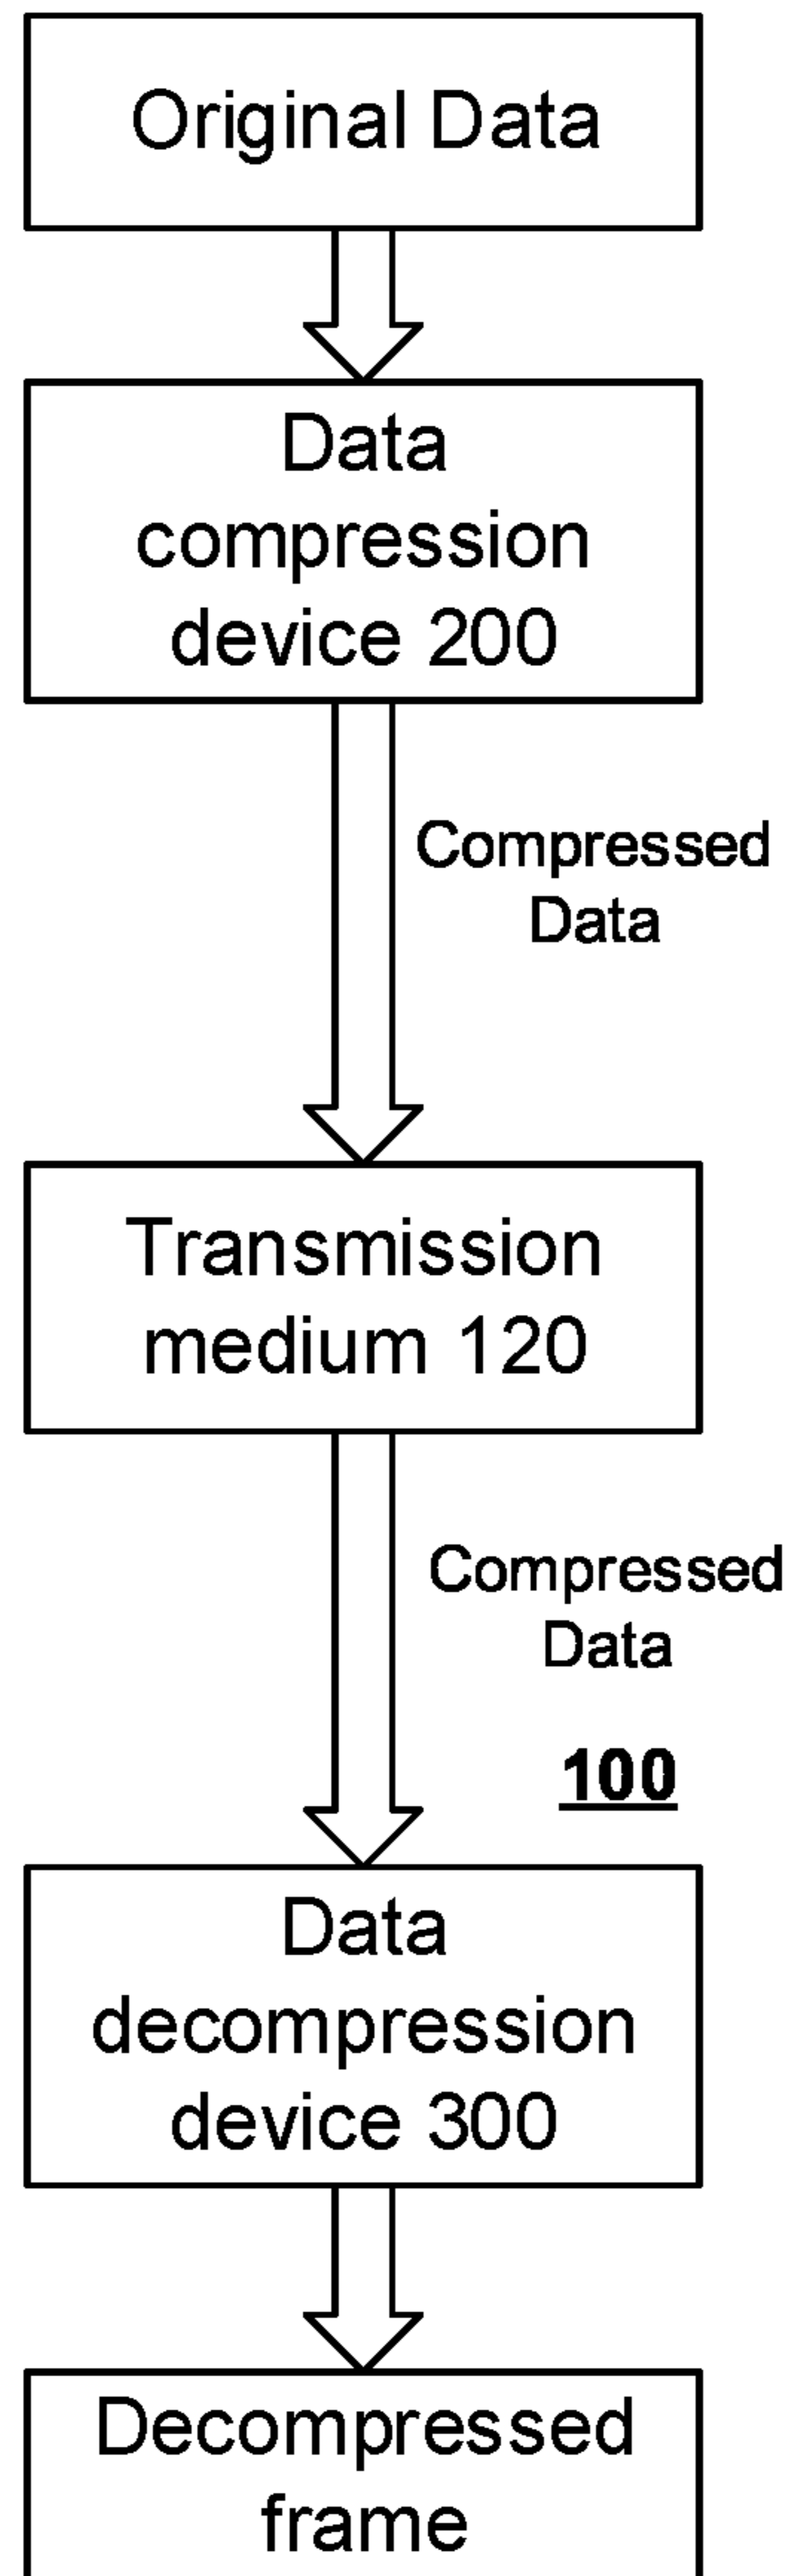 Original Data
Data
compression
device 200
Compressed
Data
Transmission
medium 120
Compressed
Data
100
Data
decompression
device 300
Decompressed
frame